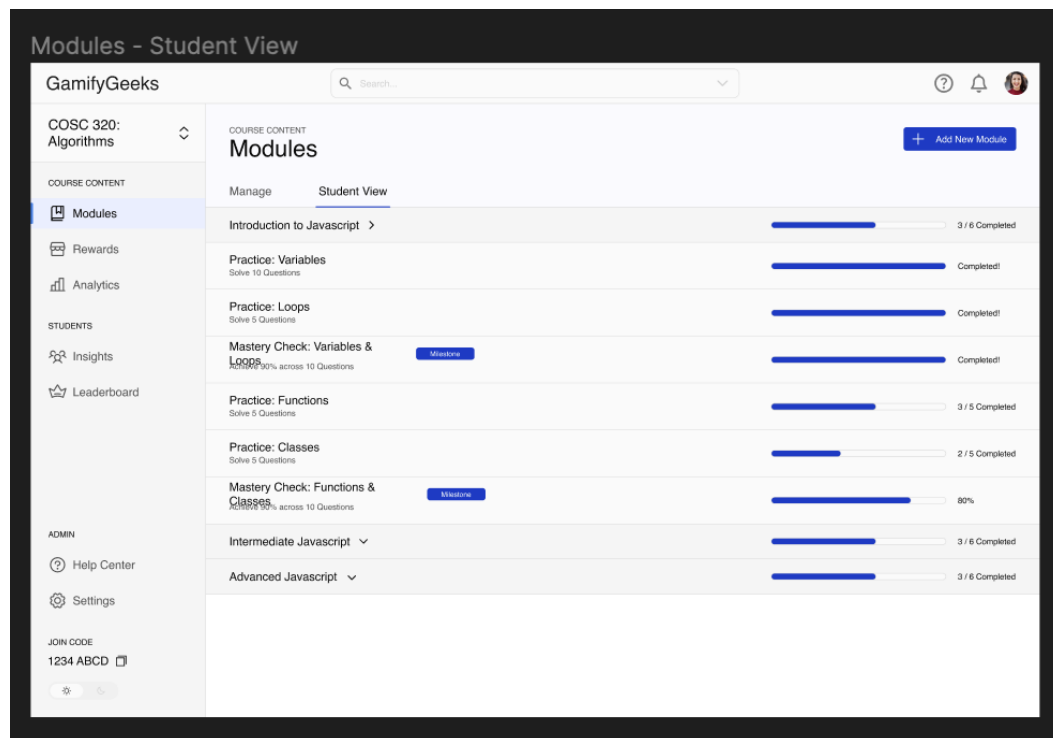 Modules - Student View
GamifyGeeks
Search...
COSC 320:
Algorithms
COURSE CONTENT
Modules
Rewards
Analytics
STUDENTS
Insights
Leaderboard
ADMIN
Help Center
Settings
JOIN CODE
1234 ABCD
COURSE CONTENT
Modules
Add New Module
Manage
Student View
Introduction to Javascript
3 / 6 Completed
Practice: Variables
Solve 10 Questions
Completed!
Practice: Loops
Solve 5 Questions
Completed!
Mastery Check: Variables &
Loops
Achieve 90% across 10 Questions
Milestone
Completed!
Practice: Functions
Solve 5 Questions
3 / 5 Completed
Practice: Classes
Solve 5 Questions
2 / 5 Completed
Mastery Check: Functions &
Classes
Achieve 90% across 10 Questions
Milestone
80%
Intermediate Javascript
3 / 6 Completed
Advanced Javascript
3 / 6 Completed